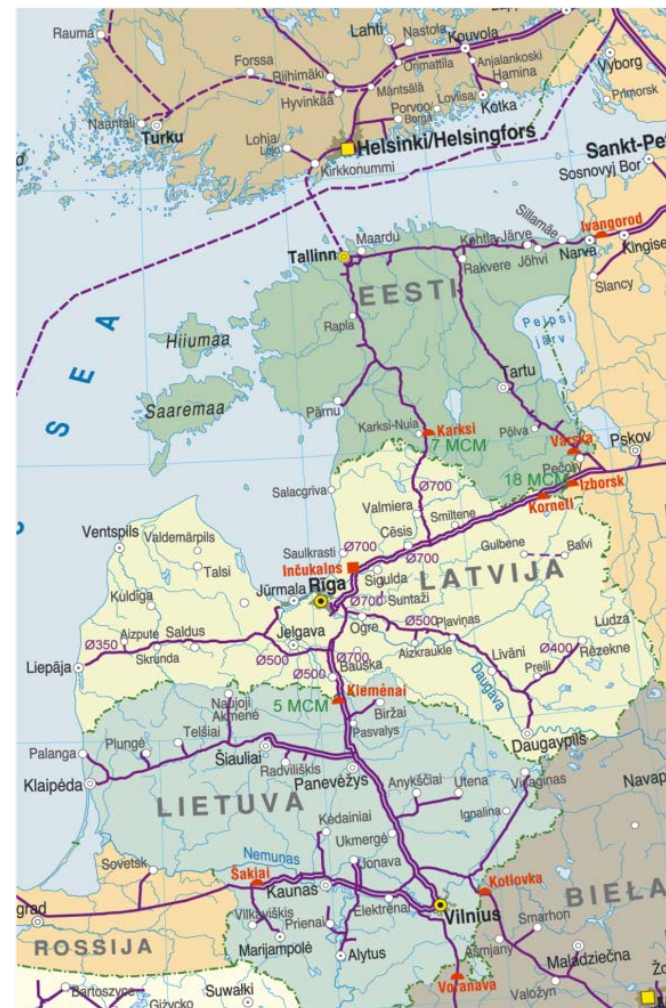 Rauma
Lahti
Nastola
Kouvola
Forssa
Riihimäki
Orimattila
Anjalankoski
Hamina
Vyborg
Primorsk
Hyvinkää
Mäntsälä
Porvoo/
Borgå
Loviisa/
Kotka
Naantali
Turku
Lohja/
Lojo
Helsinki/Helsingfors
Kirkkonummi
Sankt-Pe
Sosnovyj Bor
Sillamäe
Ivangorod
Tallinn
Maardu
Kohtla-Järve
Narva
Kingise
Rakvere
Jõhvi
Slancy
EESTI
Rapla
Peipsi
järv
Hiiumaa
SEA
Saaremaa
Pärnu
Tartu
Karksi-Nuia
Karksi
7 MCM
Põlva
Värska
Pskov
Pečory
18 MCM
Izborsk
Korneti
Salacgrīva
Ø700
Valmiera
Smiltene
Ventspils
Valdemārpils
Cēsis
Saulkrasti
Ø700
Ø700
Gulbene
Balvi
Talsi
Inčukalns
Sigulda
LATVIJA
Kuldīga
Jūrmala
Rīga
Ø700
Suntaži
Ogre
Ø500
Pļaviņas
Ludza
Ø350
Aizpute
Saldus
Jelgava
Aizkraukle
Līvāni
Ø400
Rēzekne
Liepāja
Skrunda
Ø500
Ø700
Bauska
Preiļi
Ø500
Daugava
Naujoji
Akmenė
5 MCM
Kiemėnai
Biržai
Pasvalys
Daugavpils
Palanga
Plungė
Telšiai
Šiauliai
Radviliškis
Panevėžys
Klaipėda
Anykščiai
Utena
Visaginas
Navap
LIETUVA
Kėdainiai
Ignalina
Ukmergė
Sovetsk
Nemunas
Jonava
Šakiai
Kaunas
Kotlovka
BIEŁA
grad
Vilkaviškis
Prienai
Elektrėnai
Vilnius
Smarhon
ROSSIJA
Marijampolė
Alytus
Ašmjany
Maladziečna
Voranava
Bartoszyce
Suwałki
Valožyn
Giżycko